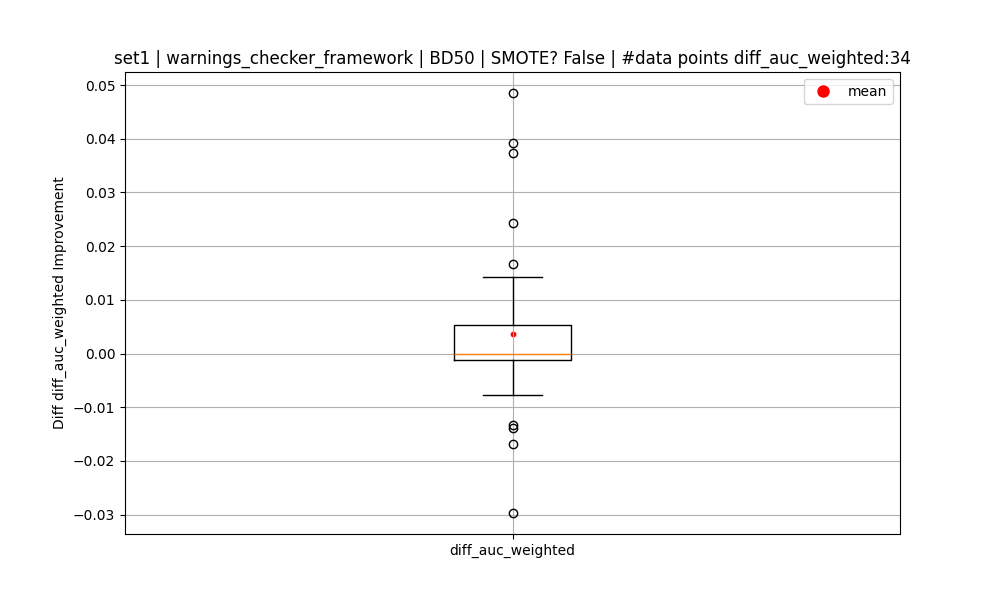 set1 | warnings_checker_framework | BD50 | SMOTE? False | #data points diff_auc_weighted:34
mean
Diff diff_auc_weighted Improvement
0.05
0.04
0.03
0.02
0.01
0.00
−0.01
−0.02
−0.03
diff_auc_weighted